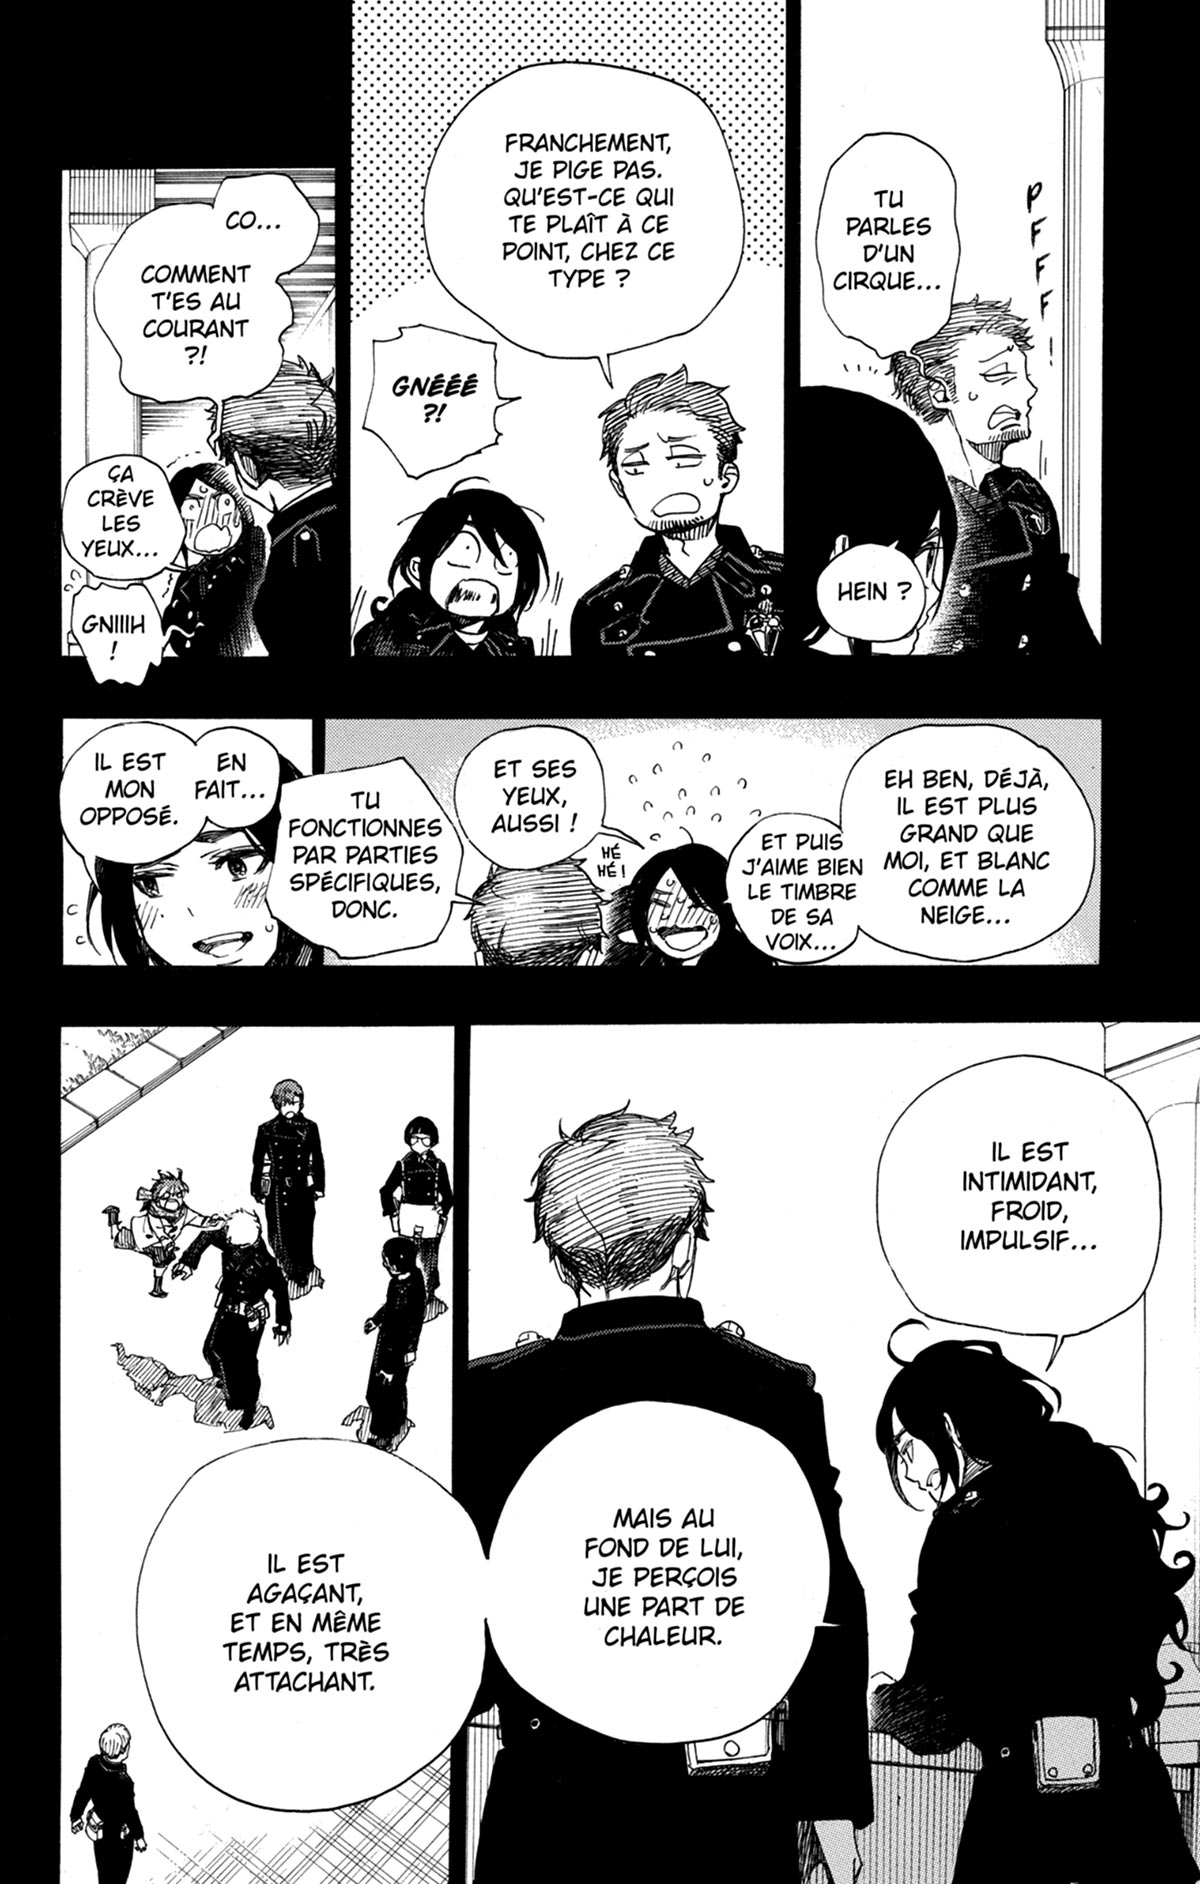 TU
PARLES
D'UN
CIRQUE...
PFFF!
HEIN ?
FRANCHEMENT,
JE PIGE PAS.
QU'EST-CE QUI
TE PLAÎT À CE
POINT, CHEZ CE
TYPE ?
GNÉÉÉ
?!
CO...
COMMENT
T'ES AU
COURANT
?!
ÇA
CRÈVE
LES
YEUX...
GNIIIH
!
EH BEN, DÉJÀ,
IL EST PLUS
GRAND QUE
MOI, ET BLANC
COMME LA
NEIGE...
ET PUIS
J'AIME BIEN
LE TIMBRE
DE SA
VOIX...
HÉ
HÉ !
ET SES
YEUX,
AUSSI !
TU
FONCTIONNES
PAR PARTIES
SPÉCIFIQUES,
DONC.
EN
FAIT...
IL EST
MON
OPPOSÉ.
IL EST
INTIMIDANT,
FROID,
IMPULSIF...
MAIS AU
FOND DE LUI,
JE PERÇOIS
UNE PART DE
CHALEUR.
IL EST
AGAÇANT,
ET EN MÊME
TEMPS, TRÈS
ATTACHANT.